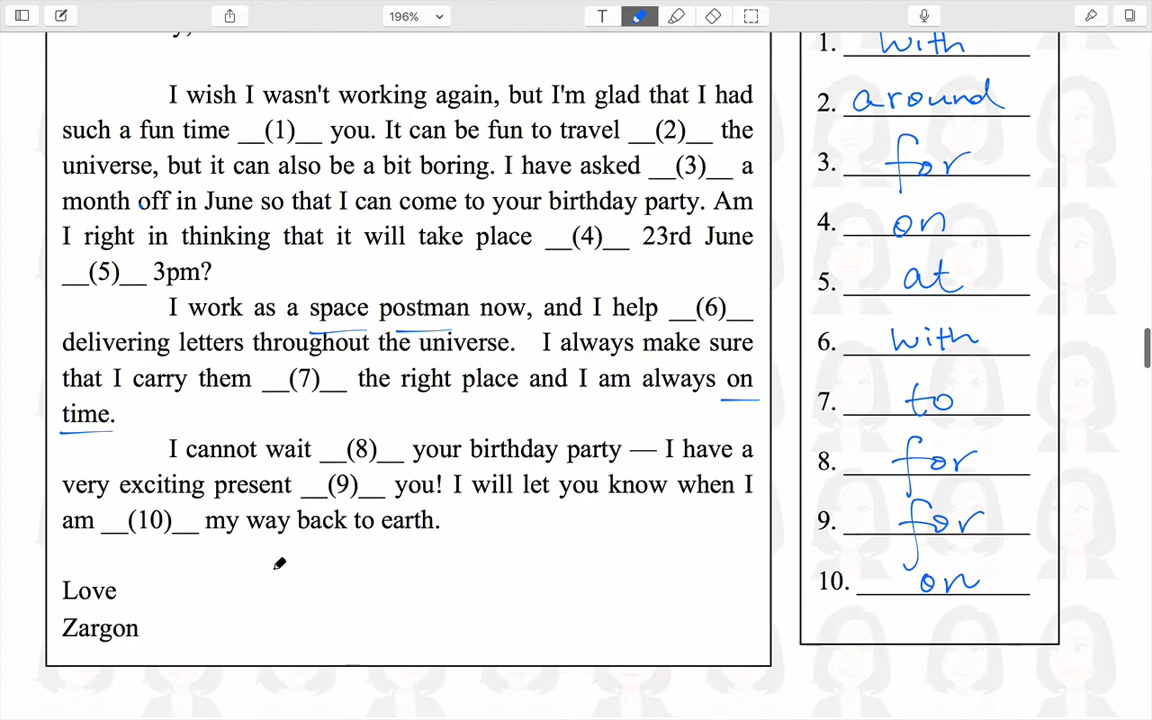 196%
T
I wish I wasn't working again, but I'm glad that I had
such a fun time __(1)__ you. It can be fun to travel __(2)__ the
universe, but it can also be a bit boring. I have asked __(3)__ a
month off in June so that I can come to your birthday party. Am
I right in thinking that it will take place __(4)__ 23rd June
__(5)__ 3pm?
I work as a space postman now, and I help __(6)__
delivering letters throughout the universe. I always make sure
that I carry them __(7)__ the right place and I am always on
time.
I cannot wait __(8)__ your birthday party — I have a
very exciting present __(9)__ you! I will let you know when I
am __(10)__ my way back to earth.
Love
Zargon
1. with
2. around
3. for
4. on
5. at
6. with
7. to
8. for
9. for
10. on